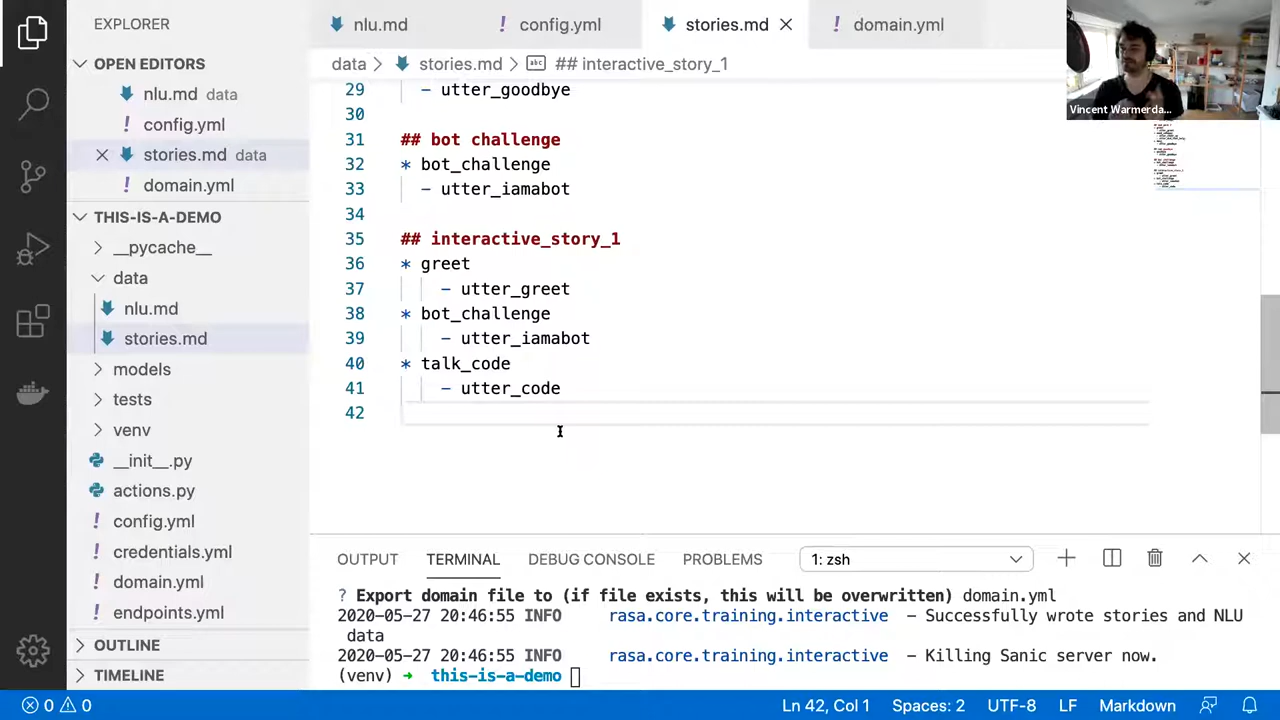 EXPLORER
OPEN EDITORS
nlu.md data
! config.yml
stories.md data
! domain.yml
THIS-IS-A-DEMO
__pycache__
data
nlu.md
stories.md
models
tests
venv
__init__.py
actions.py
! config.yml
! credentials.yml
! domain.yml
! endpoints.yml
OUTLINE
TIMELINE
nlu.md ! config.yml stories.md ! domain.yml
data > stories.md > abc ## interactive_story_1
29 - utter_goodbye
30
31 ## bot challenge
32 * bot_challenge
33 - utter_iamabot
34
35 ## interactive_story_1
36 * greet
37 - utter_greet
38 * bot_challenge
39 - utter_iamabot
40 * talk_code
41 - utter_code
42
Vincent Warmerda...
OUTPUT TERMINAL DEBUG CONSOLE PROBLEMS 1: zsh
? Export domain file to (if file exists, this will be overwritten) domain.yml
2020-05-27 20:46:55 INFO rasa.core.training.interactive - Successfully wrote stories and NLU
data
2020-05-27 20:46:55 INFO rasa.core.training.interactive - Killing Sanic server now.
(venv) → this-is-a-demo
0 0 Ln 42, Col 1 Spaces: 2 UTF-8 LF Markdown